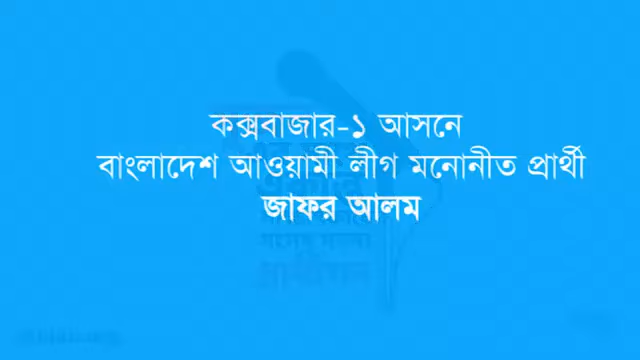 কক্সবাজার-১ আসনে
বাংলাদেশ আওয়ামী লীগ মনোনীত প্রার্থী
জাফর আলম